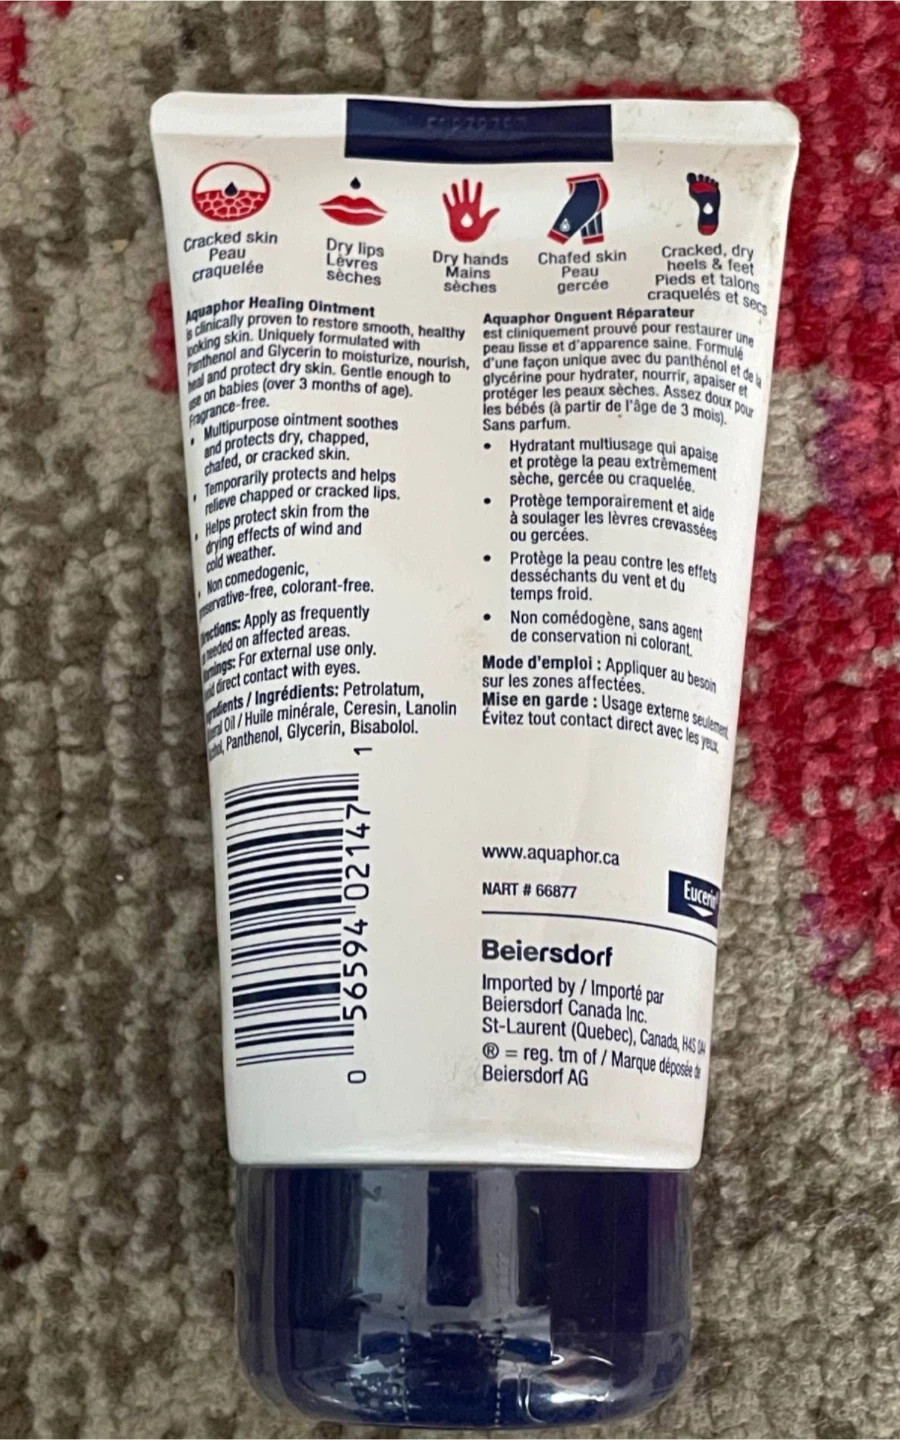 Cracked skin
Peau
craquelée
Dry lips
Lèvres
sèches
Dry hands
Mains
sèches
Chafed skin
Peau
gercée
Cracked, dry
heels & feet
Pieds et talons
craquelés et secs
Aquaphor Healing Ointment
is clinically proven to restore smooth, healthy
looking skin. Uniquely formulated with
Panthenol and Glycerin to moisturize, nourish,
heal and protect dry skin. Gentle enough to
use on babies (over 3 months of age).
Fragrance-free.
• Multipurpose ointment soothes
and protects dry, chapped,
chafed, or cracked skin.
• Temporarily protects and helps
relieve chapped or cracked lips.
• Helps protect skin from the
drying effects of wind and
cold weather.
• Non comedogenic,
preservative-free, colorant-free.
Directions: Apply as frequently
as needed on affected areas.
Warnings: For external use only.
Avoid direct contact with eyes.
Ingredients / Ingrédients: Petrolatum,
Mineral Oil / Huile minérale, Ceresin, Lanolin
Alcohol, Panthenol, Glycerin, Bisabolol.
0 56594 02147 1
Aquaphor Onguent Réparateur
est cliniquement prouvé pour restaurer une
peau lisse et d'apparence saine. Formulé
d'une façon unique avec du panthénol et de la
glycérine pour hydrater, nourrir, apaiser et
protéger les peaux sèches. Assez doux pour
les bébés (à partir de l'âge de 3 mois).
Sans parfum.
• Hydratant multiusage qui apaise
et protège la peau extrêmement
sèche, gercée ou craquelée.
• Protège temporairement et aide
à soulager les lèvres crevassées
ou gercées.
• Protège la peau contre les effets
desséchants du vent et du
temps froid.
• Non comédogène, sans agent
de conservation ni colorant.
Mode d'emploi : Appliquer au besoin
sur les zones affectées.
Mise en garde : Usage externe seulement.
Évitez tout contact direct avec les yeux.
www.aquaphor.ca
NART # 66877
Eucerin
Beiersdorf
Imported by / Importé par
Beiersdorf Canada Inc.
St-Laurent (Quebec), Canada, H4S
® = reg. tm of / Marque déposée de
Beiersdorf AG